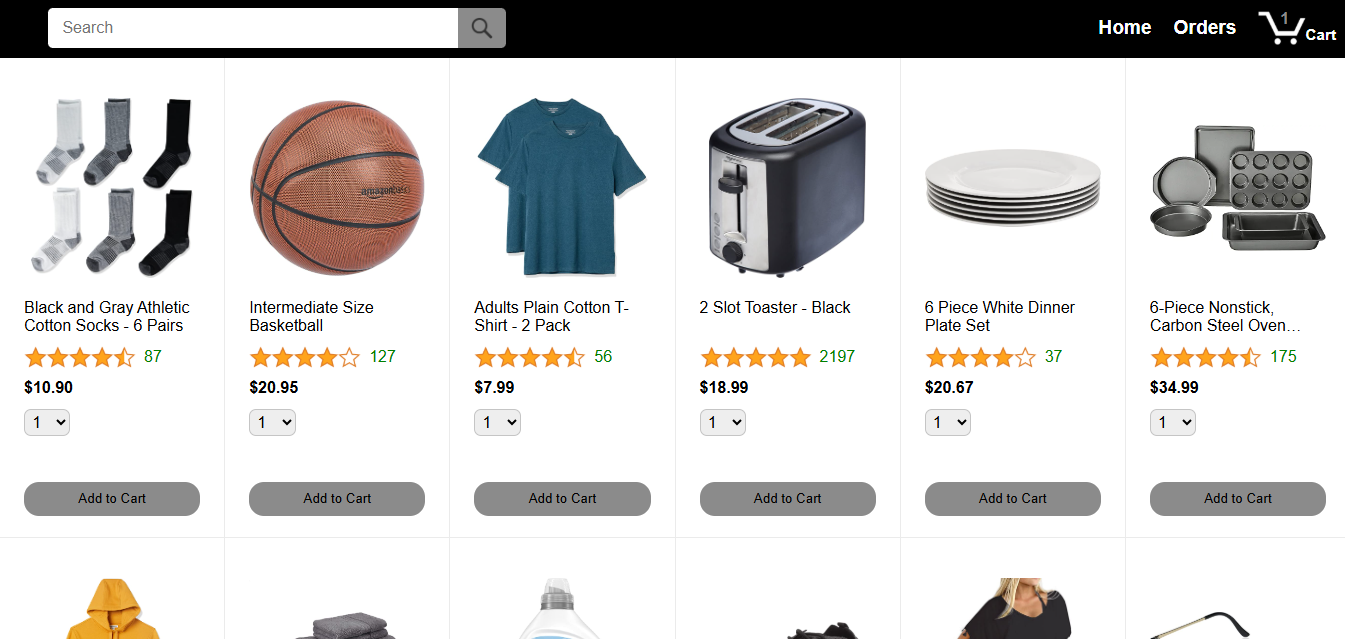 Search
Home
Orders
1
Cart
amazonbasics
Black and Gray Athletic
Cotton Socks - 6 Pairs
87
$10.90
1
Add to Cart
Intermediate Size
Basketball
127
$20.95
1
Add to Cart
Adults Plain Cotton T-
Shirt - 2 Pack
56
$7.99
1
Add to Cart
2 Slot Toaster - Black
2197
$18.99
1
Add to Cart
6 Piece White Dinner
Plate Set
37
$20.67
1
Add to Cart
6-Piece Nonstick,
Carbon Steel Oven…
175
$34.99
1
Add to Cart